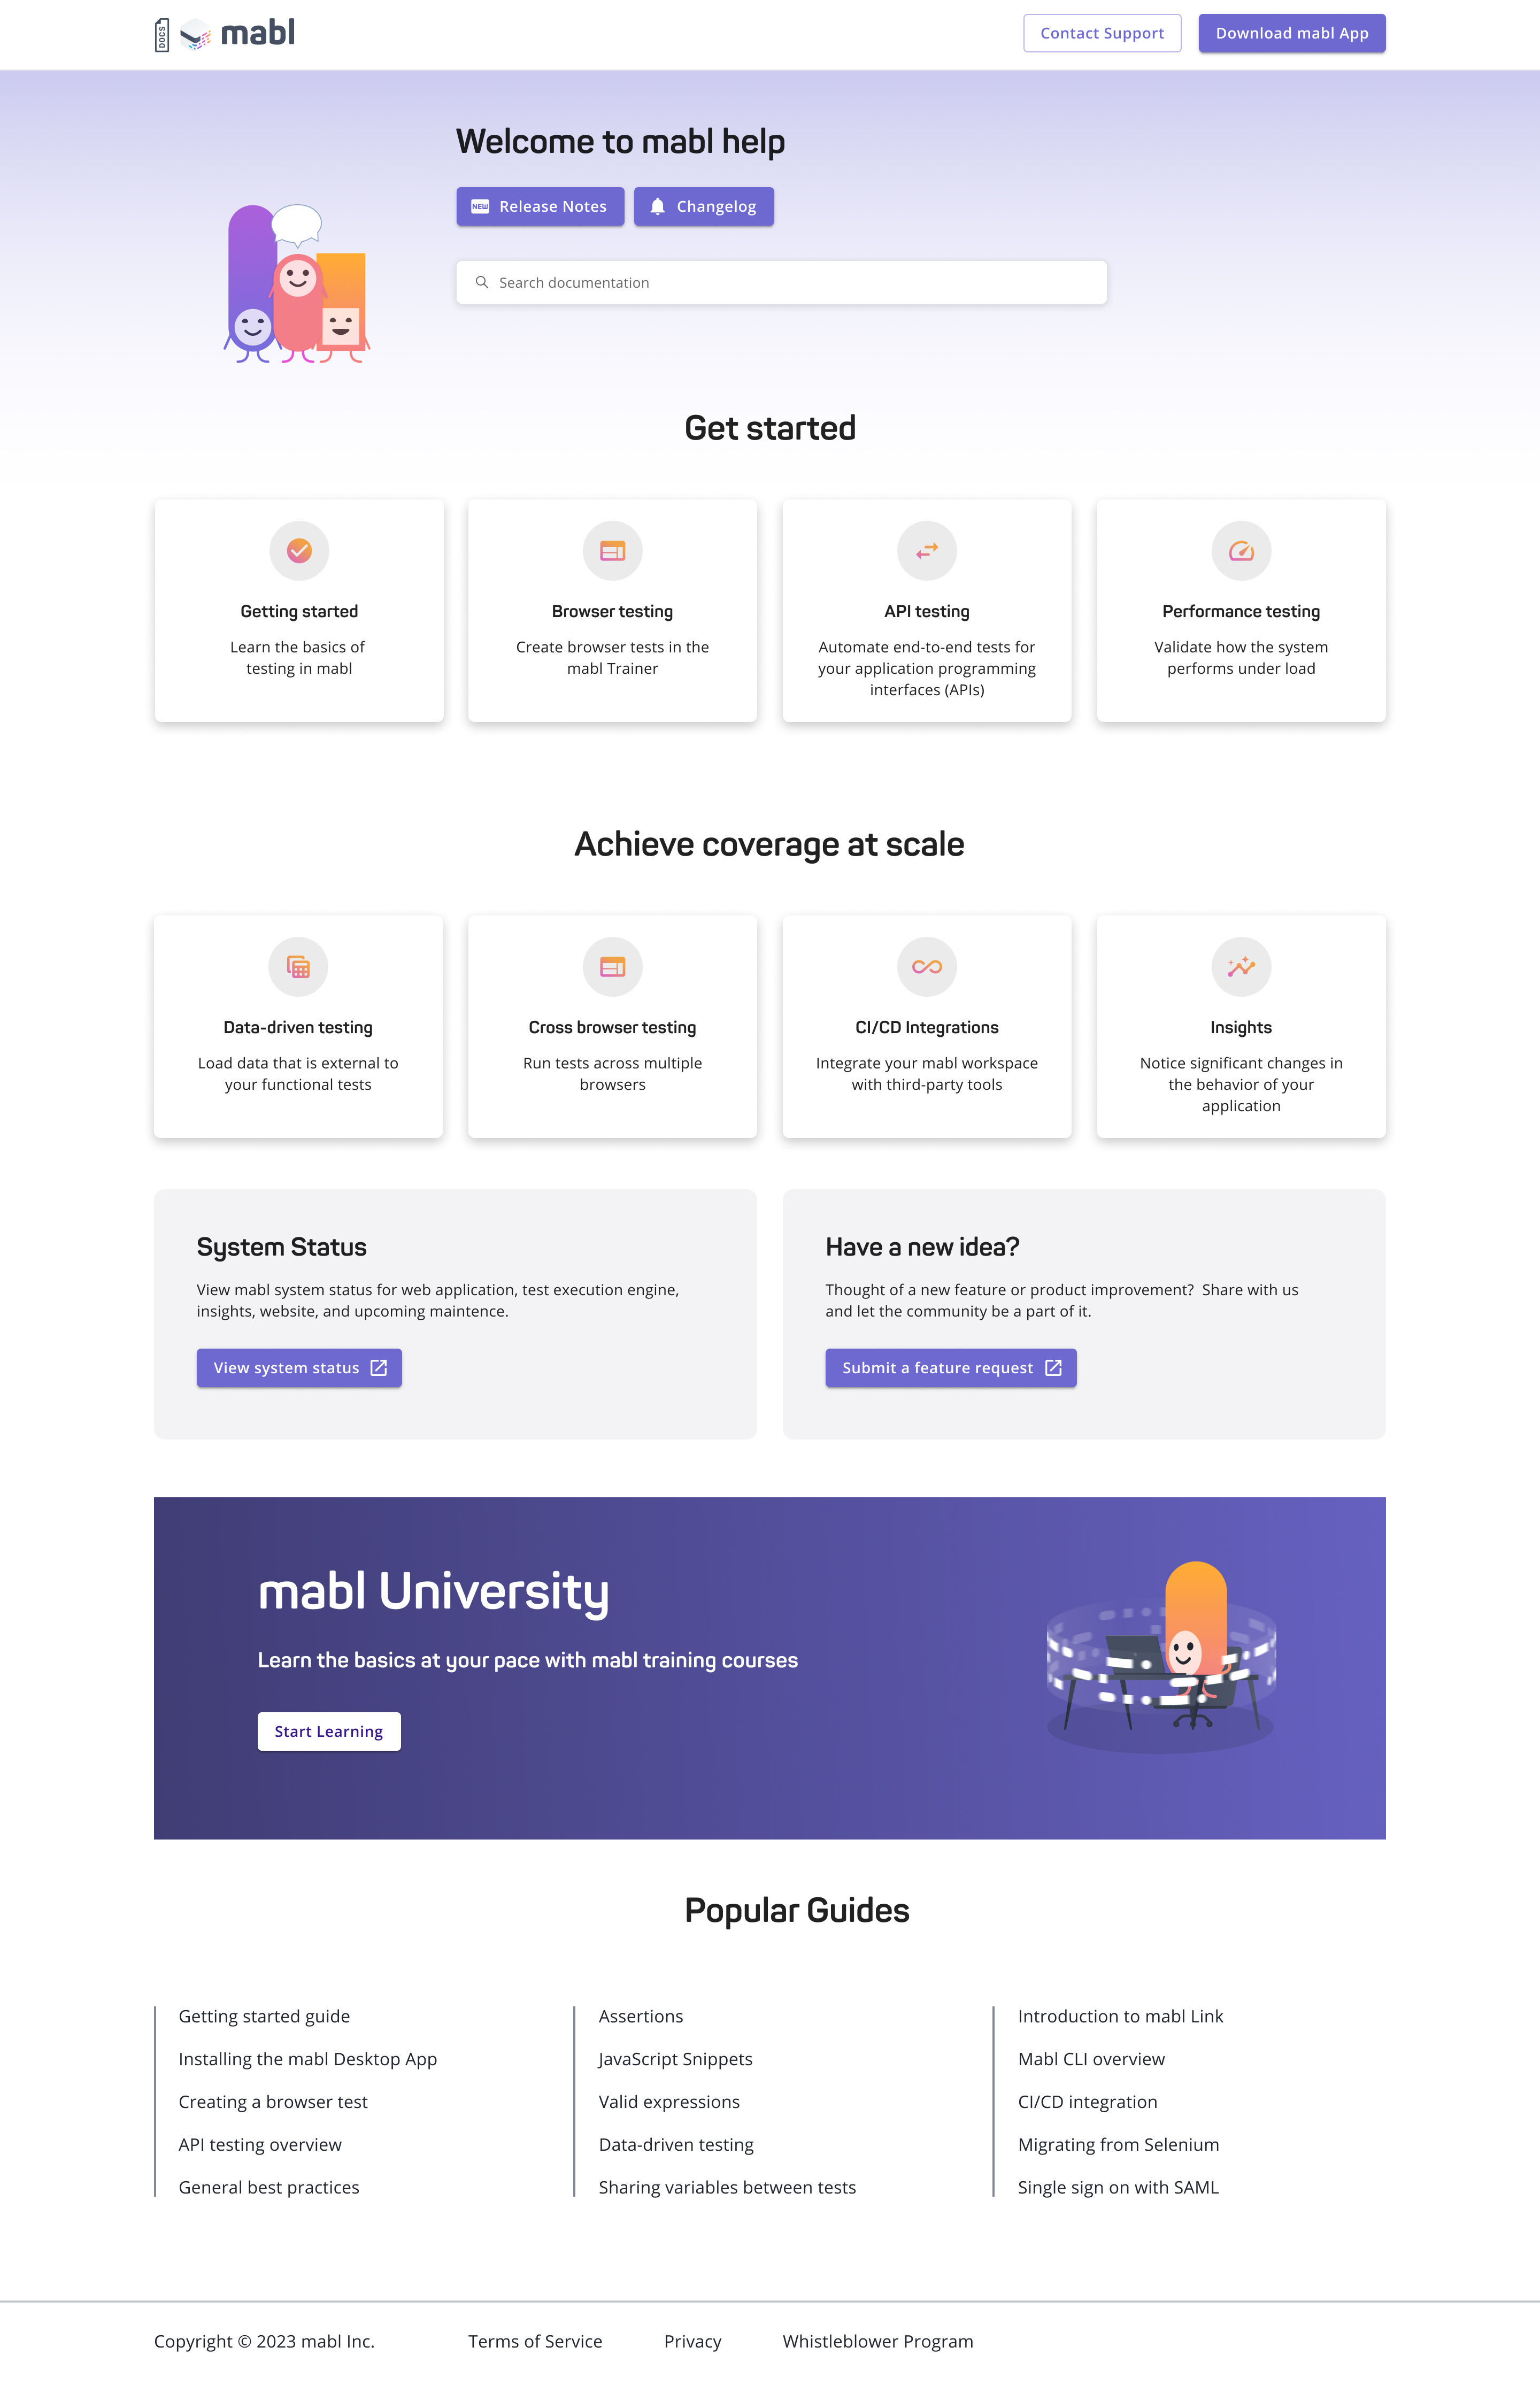 DOCS mabl
Contact Support
Download mabl App
Welcome to mabl help
NEW Release Notes
Changelog
Search documentation
Get started
Getting started
Learn the basics of
testing in mabl
Browser testing
Create browser tests in the
mabl Trainer
API testing
Automate end-to-end tests for
your application programming
interfaces (APIs)
Performance testing
Validate how the system
performs under load
Achieve coverage at scale
Data-driven testing
Load data that is external to
your functional tests
Cross browser testing
Run tests across multiple
browsers
CI/CD Integrations
Integrate your mabl workspace
with third-party tools
Insights
Notice significant changes in
the behavior of your
application
System Status
View mabl system status for web application, test execution engine,
insights, website, and upcoming maintence.
View system status
Have a new idea?
Thought of a new feature or product improvement?  Share with us
and let the community be a part of it.
Submit a feature request
mabl University
Learn the basics at your pace with mabl training courses
Start Learning
Popular Guides
Getting started guide
Installing the mabl Desktop App
Creating a browser test
API testing overview
General best practices
Assertions
JavaScript Snippets
Valid expressions
Data-driven testing
Sharing variables between tests
Introduction to mabl Link
Mabl CLI overview
CI/CD integration
Migrating from Selenium
Single sign on with SAML
Copyright © 2023 mabl Inc.
Terms of Service
Privacy
Whistleblower Program